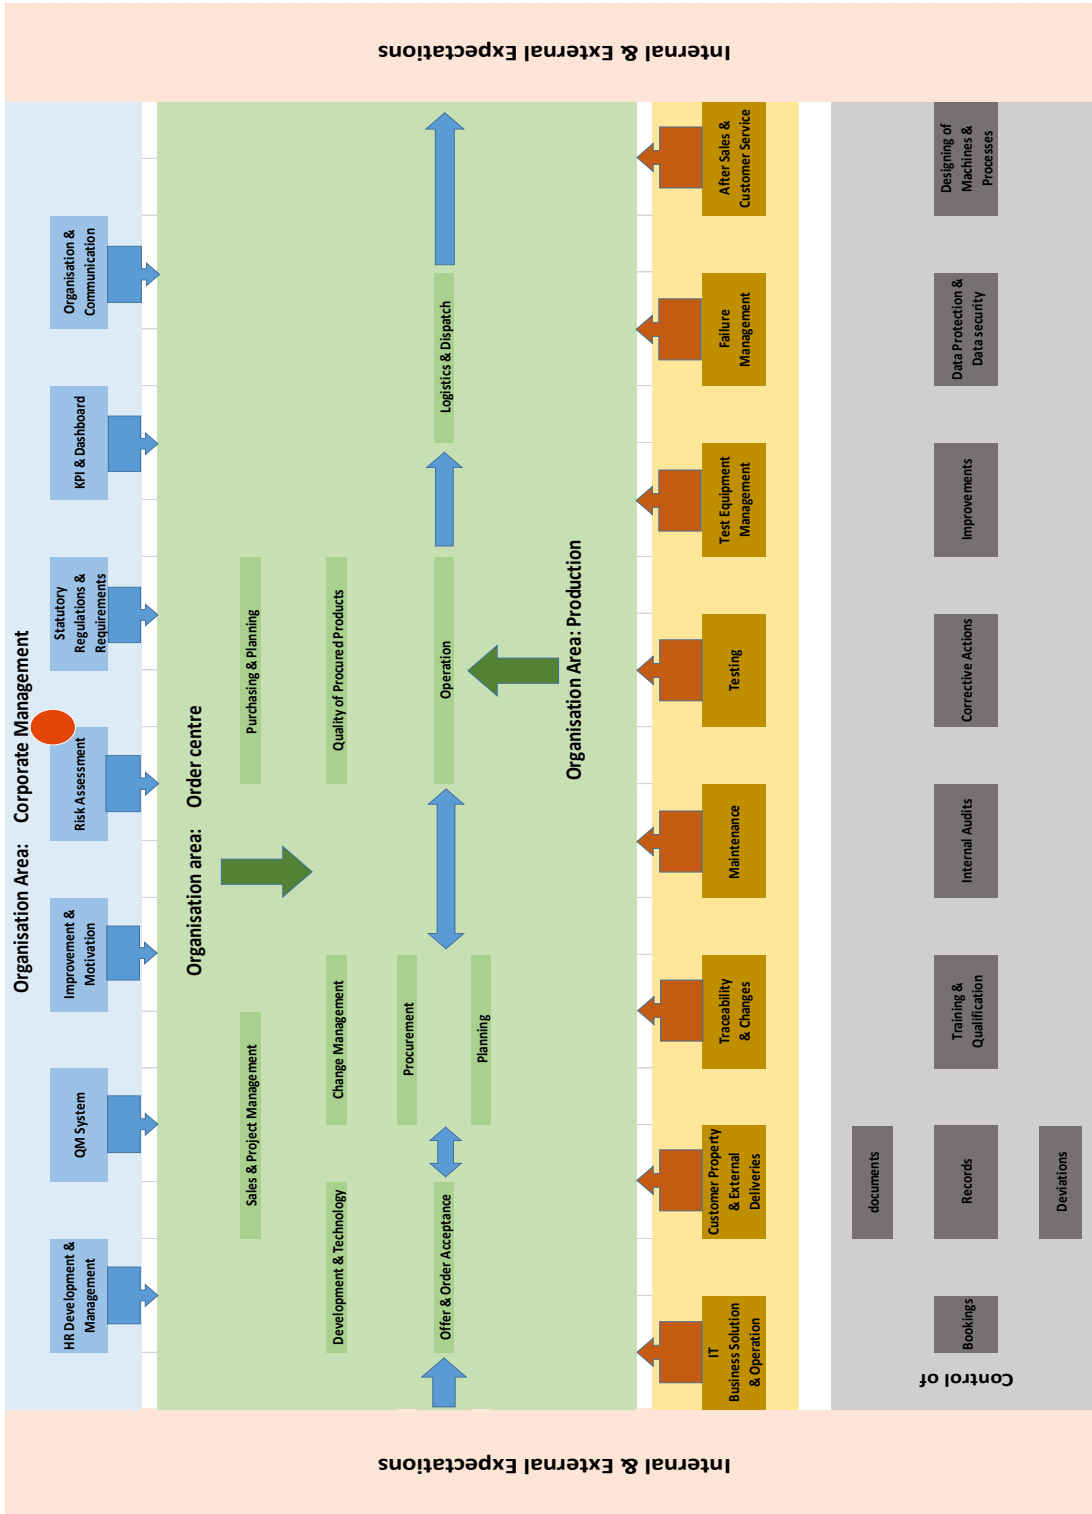 Internal & External Expectations
Organisation Area: Corporate Management
HR Development &
Management
QM System
Improvement &
Motivation
Risk Assessment
Statutory
Regulations &
Requirements
KPI & Dashboard
Organisation &
Communication
Organisation area: Order centre
Sales & Project Management
Purchasing & Planning
Development & Technology
Change Management
Quality of Procured Products
Procurement
Offer & Order Acceptance
Operation
Logistics & Dispatch
Planning
Organisation Area: Production
IT
Business Solution
& Operation
Customer Property
& External
Deliveries
Traceability
& Changes
Maintenance
Testing
Test Equipment
Management
Failure
Management
After Sales &
Customer Service
Control of
Bookings
documents
Records
Deviations
Training &
Qualification
Internal Audits
Corrective Actions
Improvements
Data Protection &
Data security
Designing of
Machines &
Processes
Internal & External Expectations